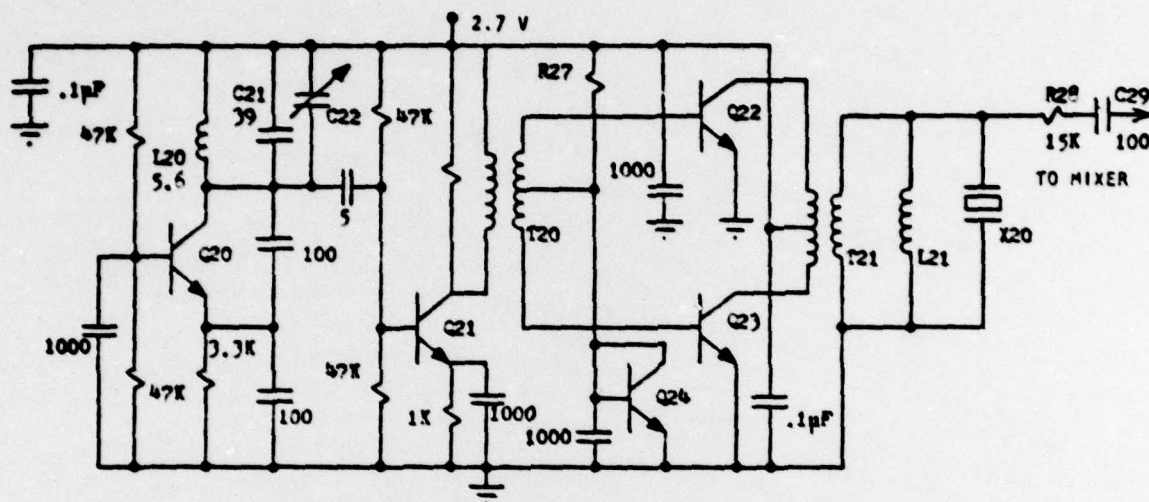 2.7 V
.1µF
47K
C21
39
C22
47K
R27
Q22
R28
15K
C29
100
TO MIXER
L20
5.6
5
1000
T20
X20
Q20
100
T21
L21
Q21
Q23
1000
3.3K
47K
100
47K
1K
1000
Q24
1000
.1µF